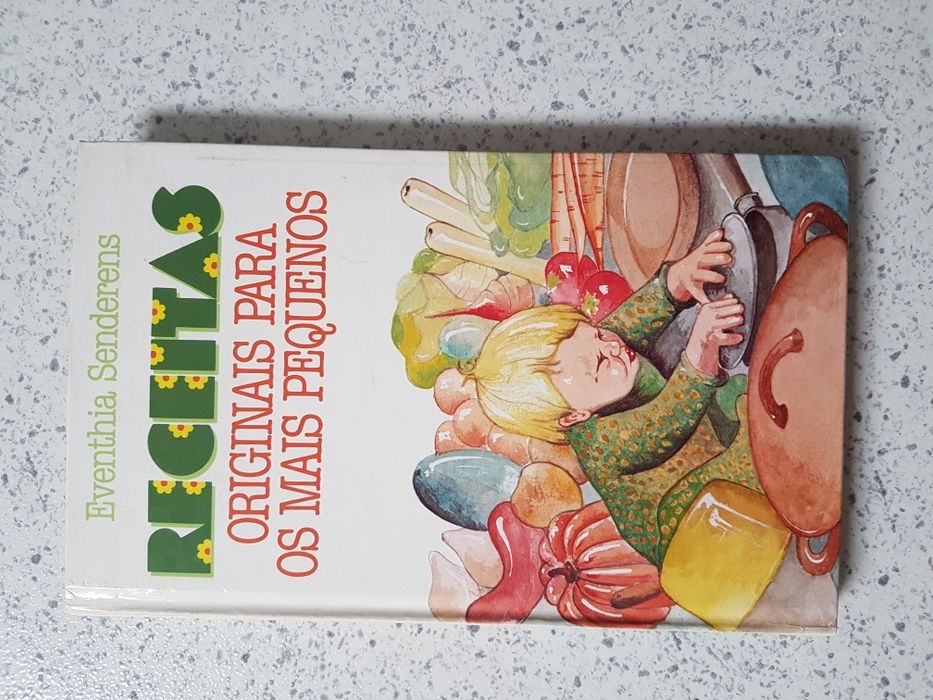 Eventhia Senderens
RECEITAS
ORIGINAIS PARA
OS MAIS PEQUENOS